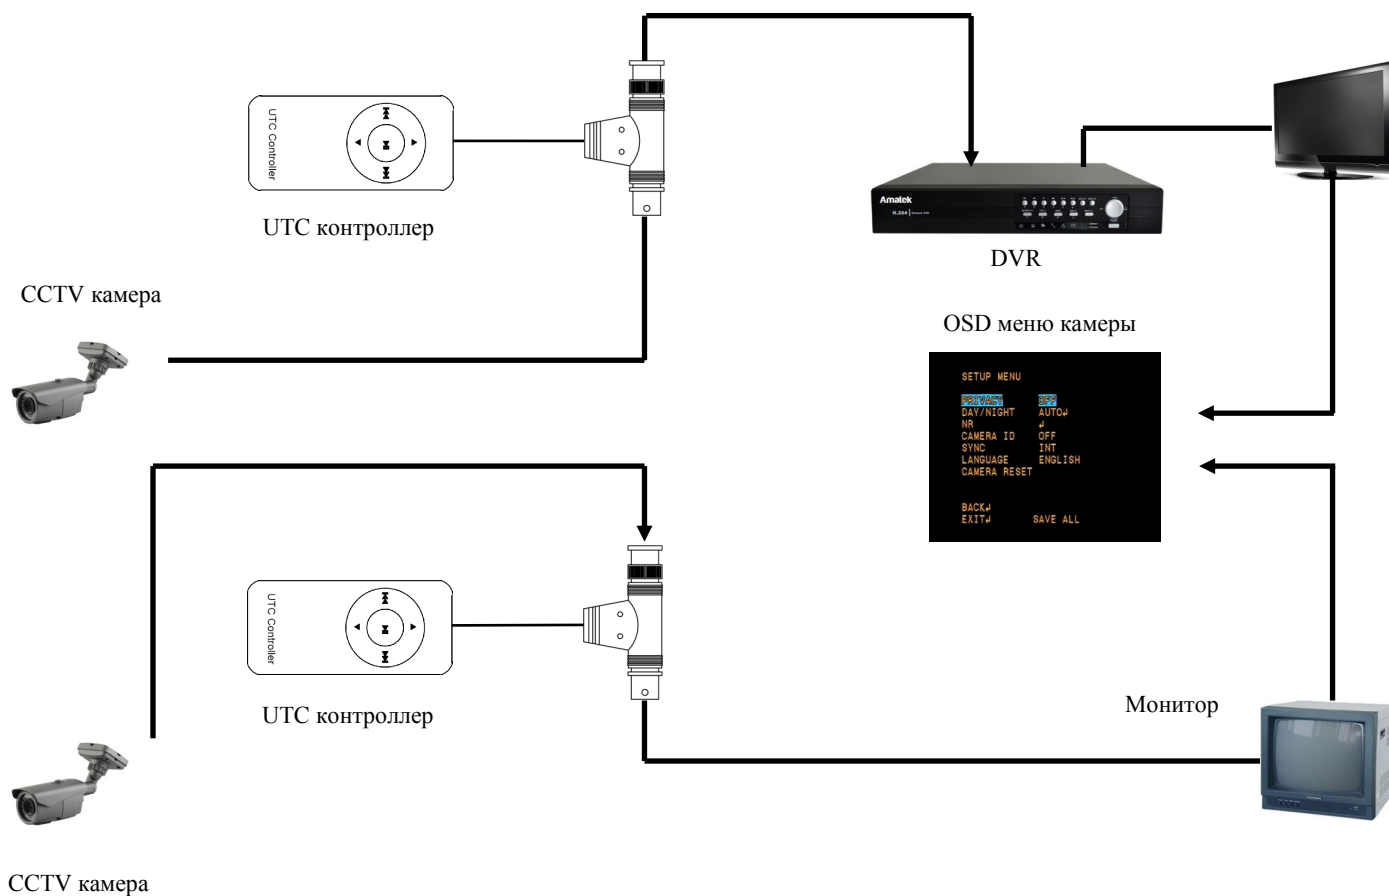 UTC Controller
UTC контроллер
CCTV камера
Amatek
H.264
DVR
OSD меню камеры
SETUP MENU
PRIVACY OFF
DAY/NIGHT AUTO↲
NR ↲
CAMERA ID OFF
SYNC INT
LANGUAGE ENGLISH
CAMERA RESET
BACK↲
EXIT↲ SAVE ALL
UTC Controller
UTC контроллер
Монитор
CCTV камера